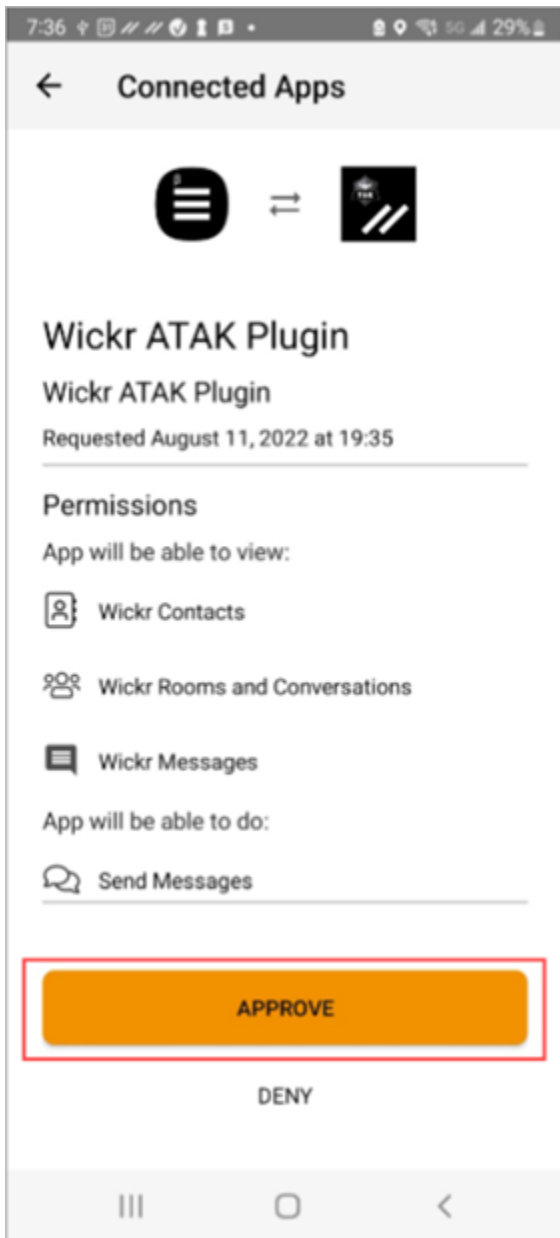 7:36
5G 29%
Connected Apps
TAK
Wickr ATAK Plugin
Wickr ATAK Plugin
Requested August 11, 2022 at 19:35
Permissions
App will be able to view:
Wickr Contacts
Wickr Rooms and Conversations
Wickr Messages
App will be able to do:
Send Messages
APPROVE
DENY